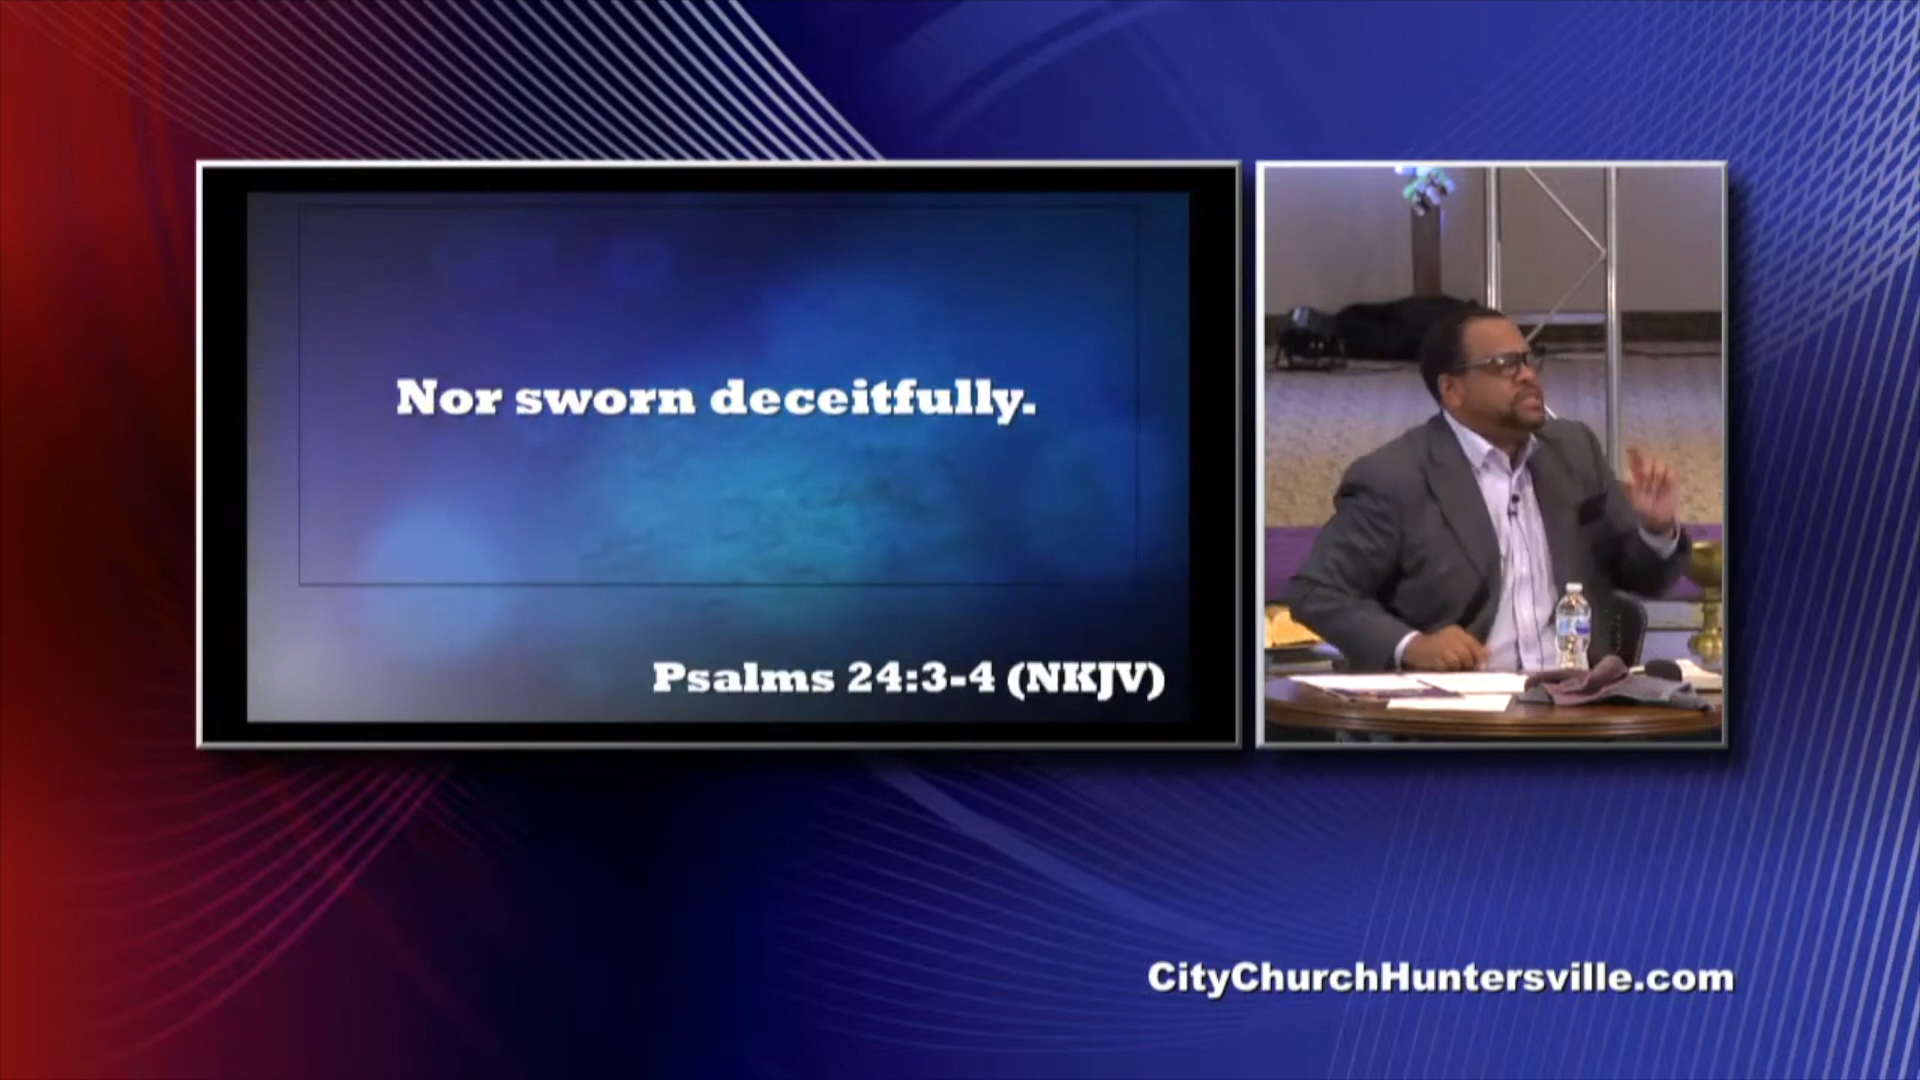 Nor sworn deceitfully.
Psalms 24:3-4 (NKJV)
CityChurchHuntersville.com